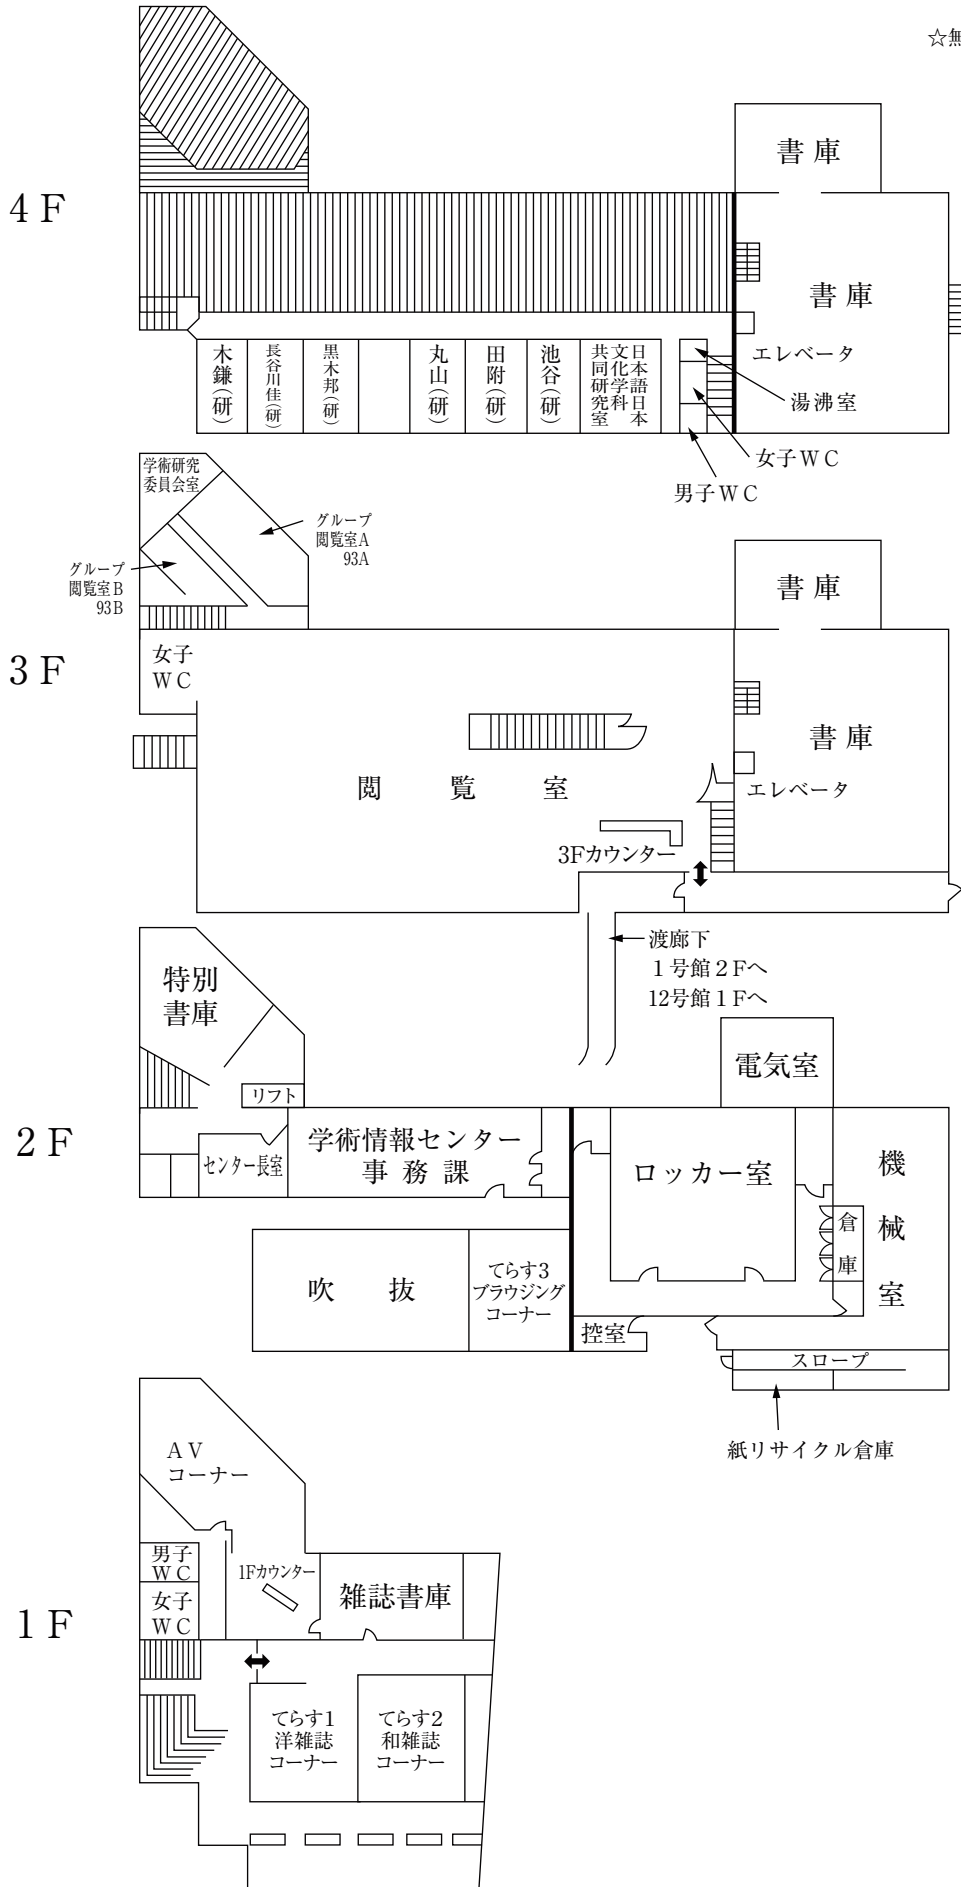 ☆無
4F
書庫
書庫
エレベータ
湯沸室
女子WC
男子WC
木鎌(研)
長谷川佳(研)
黒木邦(研)
丸山(研)
田附(研)
池谷(研)
日本語日本
文化学科
共同研究室
3F
学術研究
委員会室
グループ
閲覧室A
93A
グループ
閲覧室B
93B
女子
WC
書庫
書庫
エレベータ
閲覧室
3Fカウンター
渡廊下
1号館2Fへ
12号館1Fへ
2F
特別
書庫
リフト
センター長室
学術情報センター
事務課
電気室
ロッカー室
機械室
倉庫
吹抜
てらす3
ブラウジング
コーナー
控室
スロープ
紙リサイクル倉庫
1F
AV
コーナー
男子
WC
女子
WC
1Fカウンター
雑誌書庫
てらす1
洋雑誌
コーナー
てらす2
和雑誌
コーナー